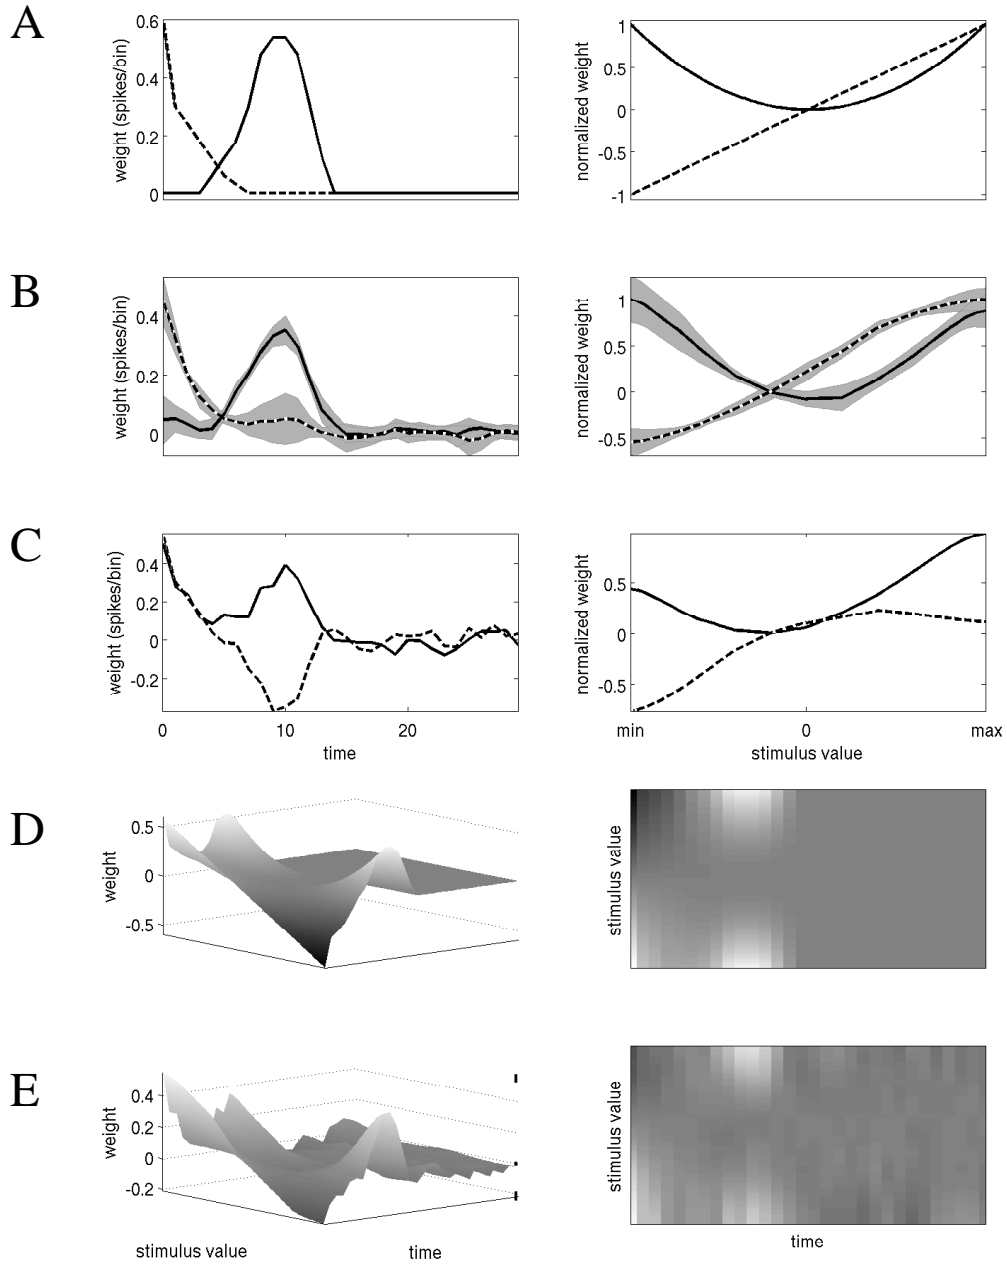 A
weight (spikes/bin)
0.6
0.4
0.2
0
normalized weight
1
0.5
0
-0.5
-1
B
weight (spikes/bin)
0.4
0.2
0
normalized weight
1
0.5
0
-0.5
C
weight (spikes/bin)
0.4
0.2
0
-0.2
0
10
20
time
normalized weight
0.5
0
-0.5
min
0
max
stimulus value
D
weight
0.5
0
-0.5
stimulus value
E
weight
0.4
0.2
0
-0.2
stimulus value
time
stimulus value
time